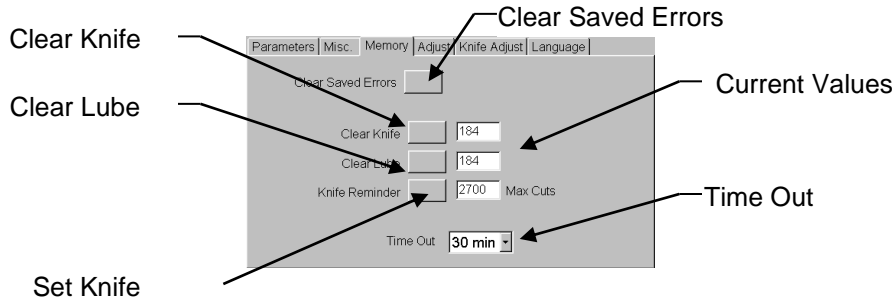 Clear Saved Errors
Clear Knife
Parameters Misc. Memory Adjust Knife Adjust Language
Clear Saved Errors
Current Values
Clear Lube
Clear Knife 184
Clear Lube 184
Knife Reminder 2700 Max Cuts
Time Out
Time Out 30 min
Set Knife